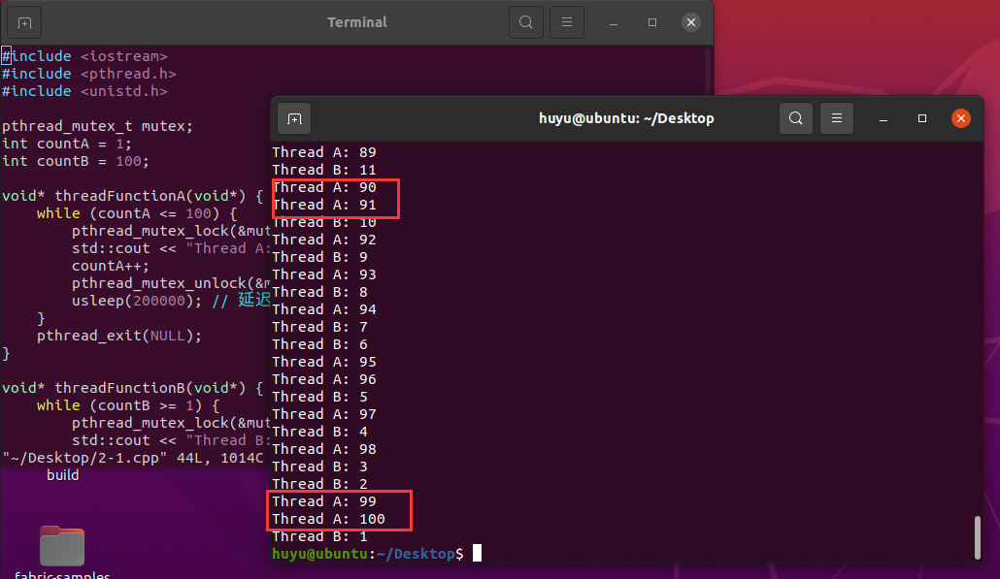 Terminal
#include <iostream>
#include <pthread.h>
#include <unistd.h>
pthread_mutex_t mutex;
int countA = 1;
int countB = 100;
void* threadFunctionA(void*) {
while (countA <= 100) {
pthread_mutex_lock(&mut
std::cout << "Thread A:
countA++;
pthread_mutex_unlock(&m
usleep(200000); // 延迟
}
pthread_exit(NULL);
}
void* threadFunctionB(void*) {
while (countB >= 1) {
pthread_mutex_lock(&mut
std::cout << "Thread B:
"~/Desktop/2-1.cpp" 44L, 1014C
build
fabric-samples
huyu@ubuntu: ~/Desktop
Thread A: 89
Thread B: 11
Thread A: 90
Thread A: 91
Thread B: 10
Thread A: 92
Thread B: 9
Thread A: 93
Thread B: 8
Thread A: 94
Thread B: 7
Thread B: 6
Thread A: 95
Thread A: 96
Thread B: 5
Thread A: 97
Thread B: 4
Thread A: 98
Thread B: 3
Thread B: 2
Thread A: 99
Thread A: 100
Thread B: 1
huyu@ubuntu:~/Desktop$